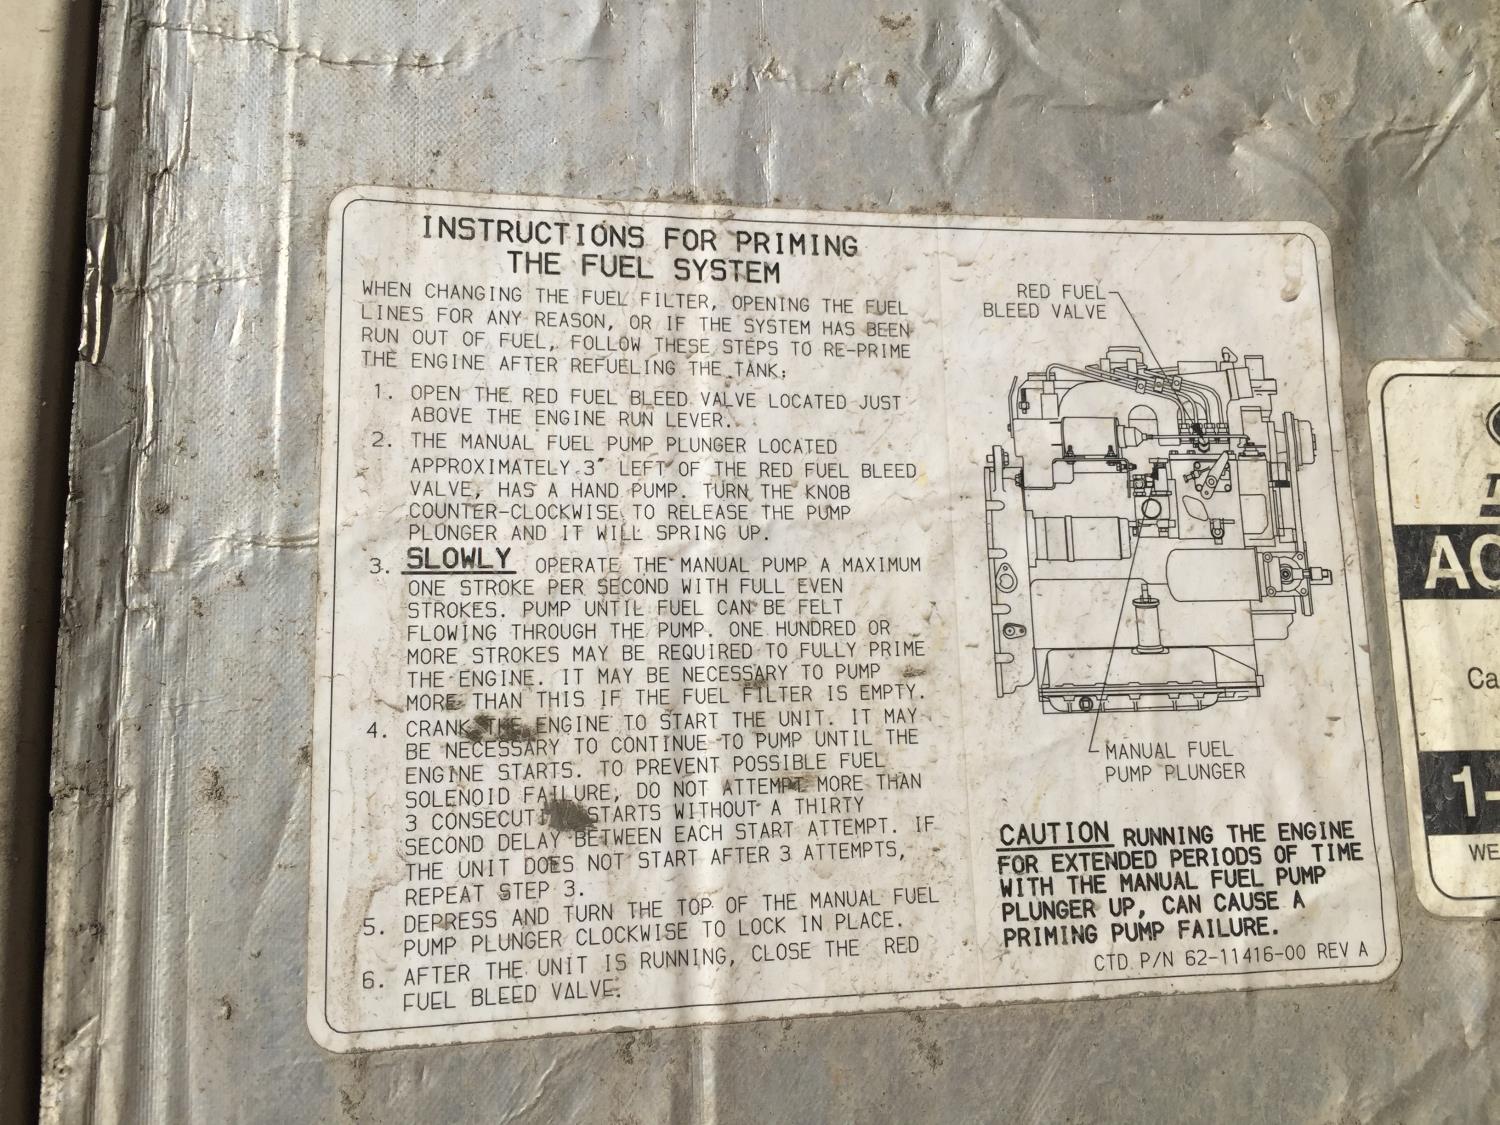 INSTRUCTIONS FOR PRIMING
THE FUEL SYSTEM
WHEN CHANGING THE FUEL FILTER, OPENING THE FUEL
LINES FOR ANY REASON, OR IF THE SYSTEM HAS BEEN
RUN OUT OF FUEL, FOLLOW THESE STEPS TO RE-PRIME
THE ENGINE AFTER REFUELING THE TANK:
1. OPEN THE RED FUEL BLEED VALVE LOCATED JUST
ABOVE THE ENGINE RUN LEVER.
2. THE MANUAL FUEL PUMP PLUNGER LOCATED
APPROXIMATELY 3" LEFT OF THE RED FUEL BLEED
VALVE, HAS A HAND PUMP. TURN THE KNOB
COUNTER-CLOCKWISE TO RELEASE THE PUMP
PLUNGER AND IT WILL SPRING UP.
3. SLOWLY OPERATE THE MANUAL PUMP A MAXIMUM
ONE STROKE PER SECOND WITH FULL EVEN
STROKES. PUMP UNTIL FUEL CAN BE FELT
FLOWING THROUGH THE PUMP. ONE HUNDRED OR
MORE STROKES MAY BE REQUIRED TO FULLY PRIME
THE ENGINE. IT MAY BE NECESSARY TO PUMP
MORE THAN THIS IF THE FUEL FILTER IS EMPTY.
4. CRANK THE ENGINE TO START THE UNIT. IT MAY
BE NECESSARY TO CONTINUE TO PUMP UNTIL THE
ENGINE STARTS. TO PREVENT POSSIBLE FUEL
SOLENOID FAILURE, DO NOT ATTEMPT MORE THAN
3 CONSECUTIVE STARTS WITHOUT A THIRTY
SECOND DELAY BETWEEN EACH START ATTEMPT. IF
THE UNIT DOES NOT START AFTER 3 ATTEMPTS,
REPEAT STEP 3.
5. DEPRESS AND TURN THE TOP OF THE MANUAL FUEL
PUMP PLUNGER CLOCKWISE TO LOCK IN PLACE.
6. AFTER THE UNIT IS RUNNING, CLOSE THE RED
FUEL BLEED VALVE.
RED FUEL
BLEED VALVE
MANUAL FUEL
PUMP PLUNGER
CAUTION RUNNING THE ENGINE
FOR EXTENDED PERIODS OF TIME
WITH THE MANUAL FUEL PUMP
PLUNGER UP, CAN CAUSE A
PRIMING PUMP FAILURE.
CTD P/N 62-11416-00 REV A
AC
Ca
1-
WE